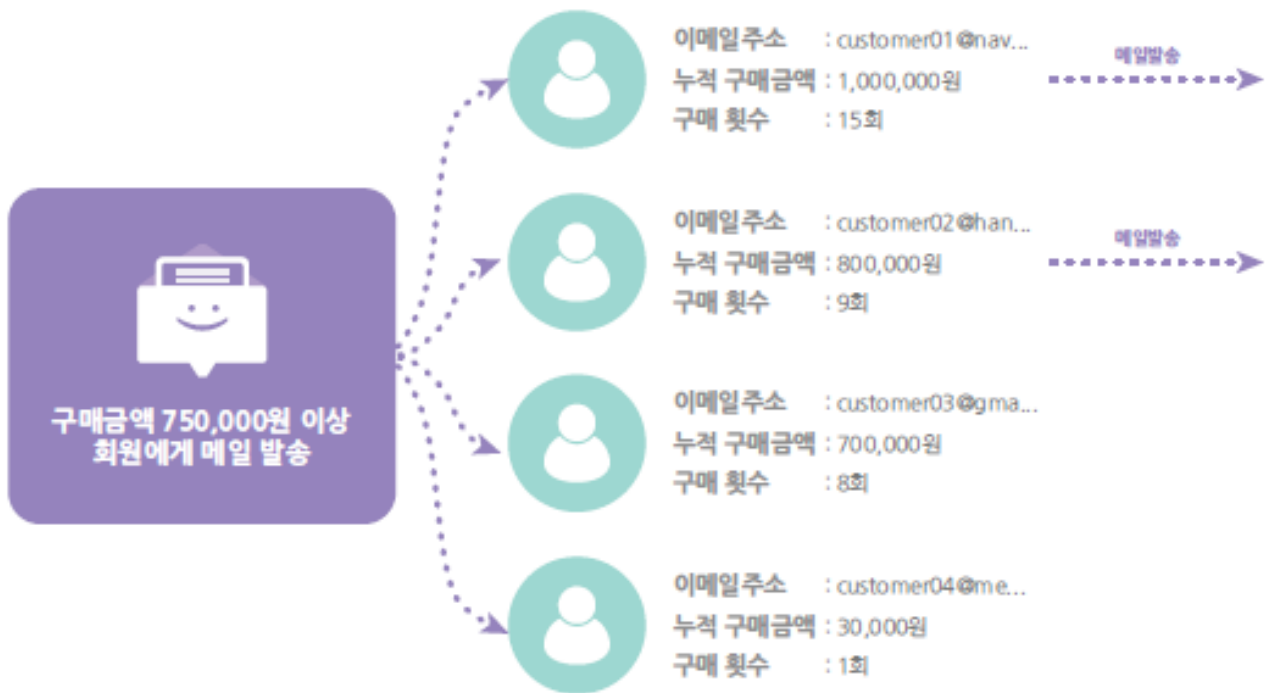 이메일주소 : customer01@nav...
누적 구매금액 : 1,000,000원
구매 횟수 : 15회
메일발송
이메일주소 : customer02@han...
누적 구매금액 : 800,000원
구매 횟수 : 9회
메일발송
구매금액 750,000원 이상
회원에게 메일 발송
이메일주소 : customer03@gma...
누적 구매금액 : 700,000원
구매 횟수 : 8회
이메일주소 : customer04@me...
누적 구매금액 : 30,000원
구매 횟수 : 1회